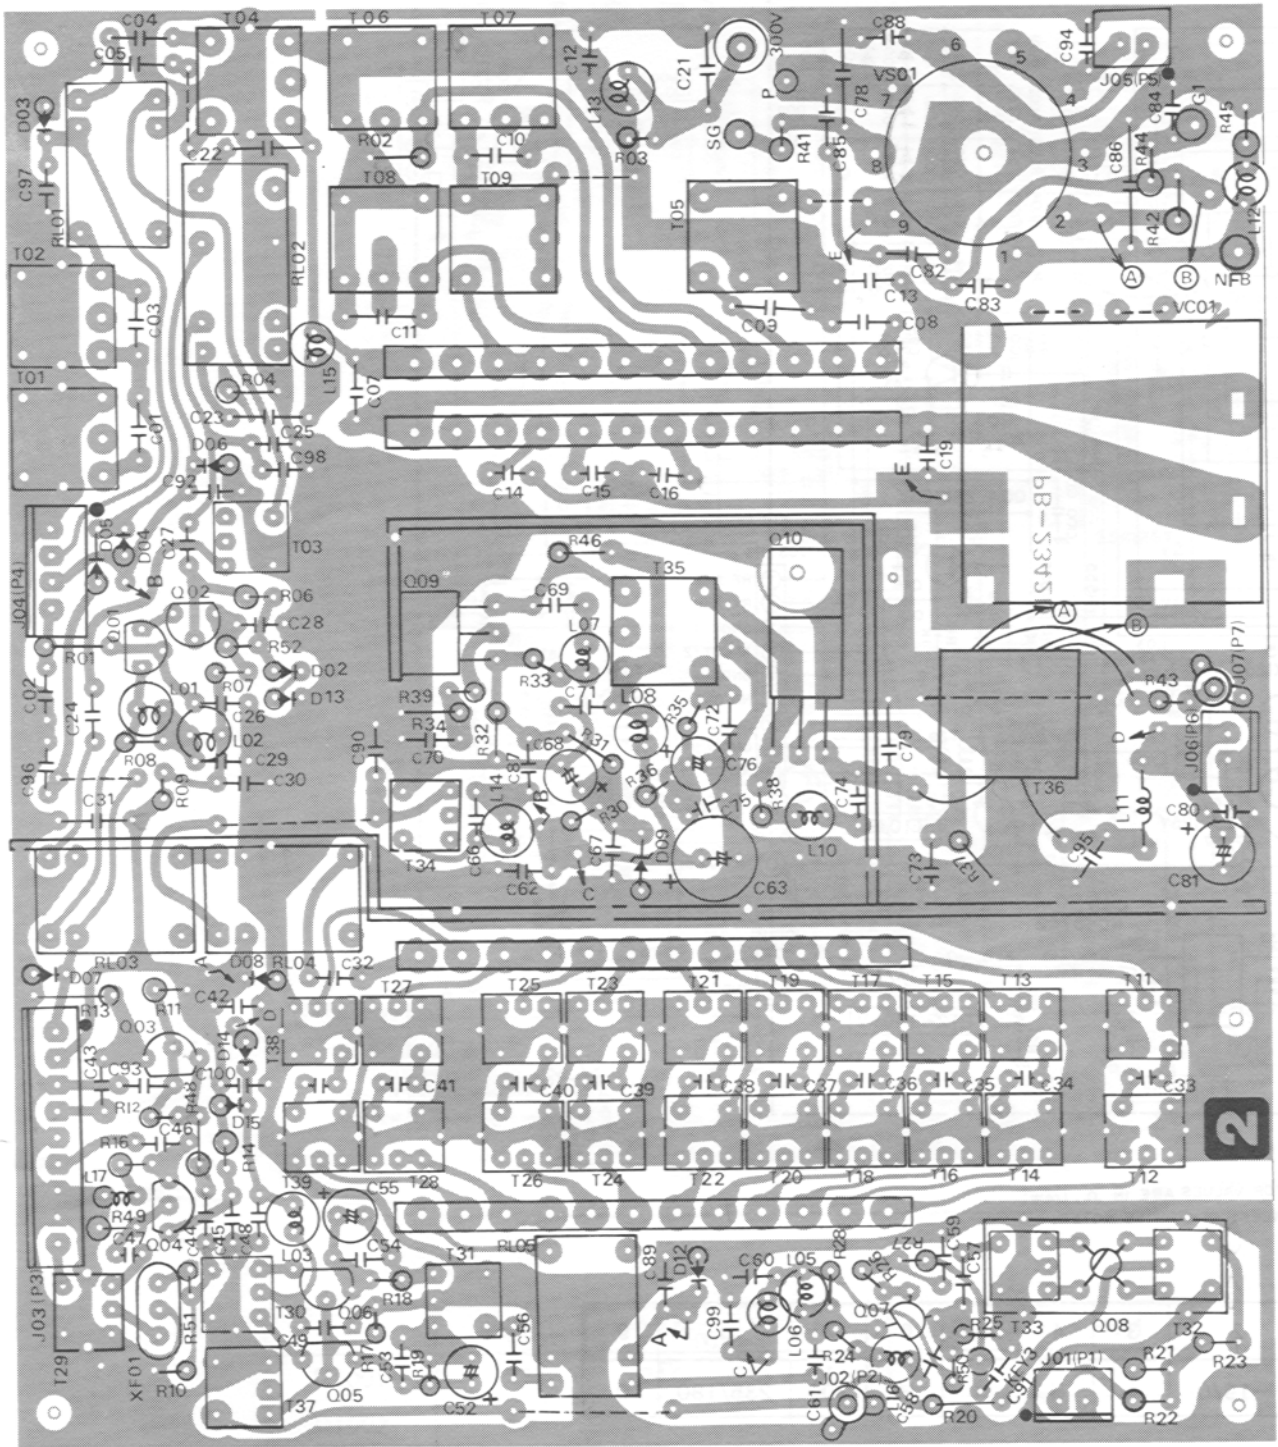 C04
T04
T06
T07
C12
C21
300V
P
C88
6
5
C94
J05(P5)
C05
L13
VS01
7
C78
4
C84
G1
R45
D03
C22
R02
C10
R03
SG
R41
C85
8
3
C86
R44
C97
RL01
RL02
T08
T09
T05
E
9
2
R42
L12
T02
C03
C11
C09
C82
C13
C83
1
A
B
NFB
C08
VC01
T01
C01
L15
R04
C07
C23
D06
C25
C98
C92
C14
C15
C16
E
C19
PB-2342
J04(P4)
D05
D04
B
C27
T03
Q09
R46
C69
T35
Q10
Q01
Q02
R06
C28
L07
A
B
R01
R52
R07
D02
D13
R33
C71
L08
R35
C72
R43
J07(P7)
C02
C24
L01
L02
C26
R39
R34
C70
R32
C68
R31
R36
C76
C79
D
J06(P6)
C96
R08
R09
C29
C30
C90
C87
L14
B
R30
C75
R38
C74
L10
T36
L11
C80
C31
T34
C66
C62
C67
D09
C
C63
C73
R37
C95
C81
RL03
A
D08
RL04
C32
D07
R13
R11
C42
D
T27
T25
T23
T21
T19
T17
T15
T13
T11
Q03
D14
T38
C43
C93
C100
C41
C40
C39
C38
C37
C36
C35
C34
C33
R12
R48
C46
D15
R16
R14
2
L17
R49
T39
C55
T28
T26
T24
T22
T20
T18
T16
T14
T12
C47
Q04
C44
C45
C48
L03
C54
T31
RL05
C89
D12
C60
L05
R28
R26
R27
C59
C57
J03(P3)
T29
XF01
R51
R10
T30
C49
Q06
R18
R17
C53
R19
C56
A
C99
L06
Q07
R25
T33
Q08
T32
R23
T37
Q05
C52
C
R24
C61
J02(P2)
L16
C58
R50
R20
KEY3
C91
J01(P1)
R21
R22